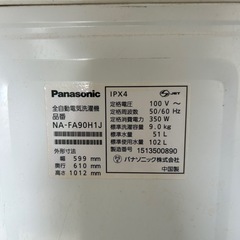 Panasonic
全自動電気洗濯機
品番
NA-FA90H1J
外形寸法
幅 599 mm
奥行 610 mm
高さ 1012 mm
IPX4
JET
定格電圧 100 V～
定格周波数 50/60 Hz
定格消費電力 350 W
標準洗濯容量 9.0 kg
標準水量 51 L
標準使用水量 102 L
1513500890
パナソニック株式会社
中国製